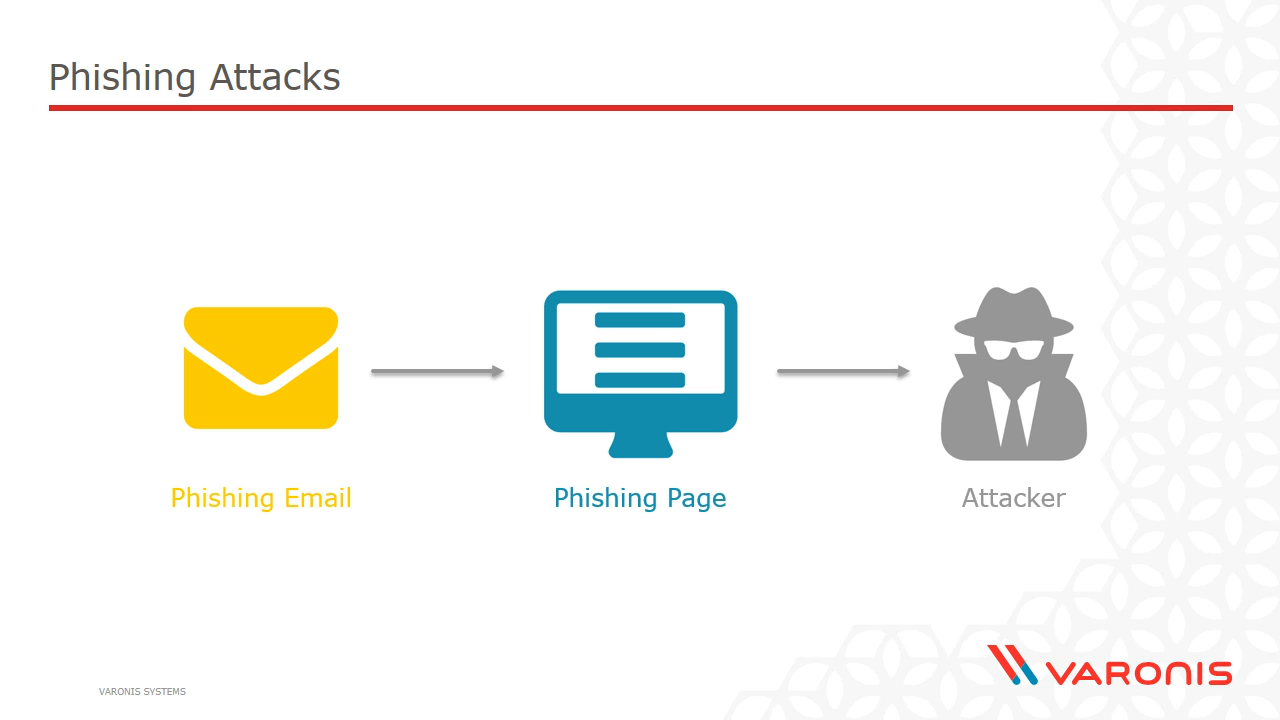 Phishing Attacks
Phishing Email
Phishing Page
Attacker
VARONIS SYSTEMS
VARONIS